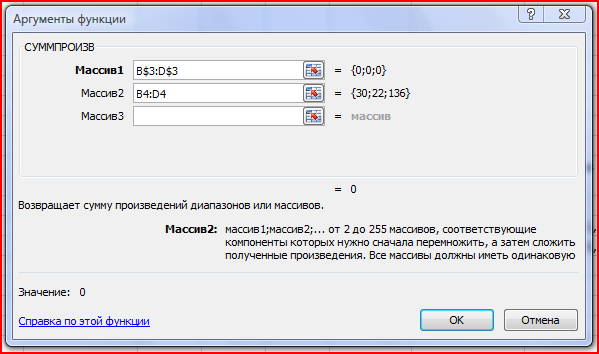 Аргументы функции
СУММПРОИЗВ
Массив1 B$3:D$3 = {0;0;0}
Массив2 B4:D4 = {30;22;136}
Массив3 = массив
= 0
Возвращает сумму произведений диапазонов или массивов.
Массив2: массив1;массив2;... от 2 до 255 массивов, соответствующие
компоненты которых нужно сначала перемножить, а затем сложить
полученные произведения. Все массивы должны иметь одинаковую
Значение: 0
Справка по этой функции
ОК
Отмена